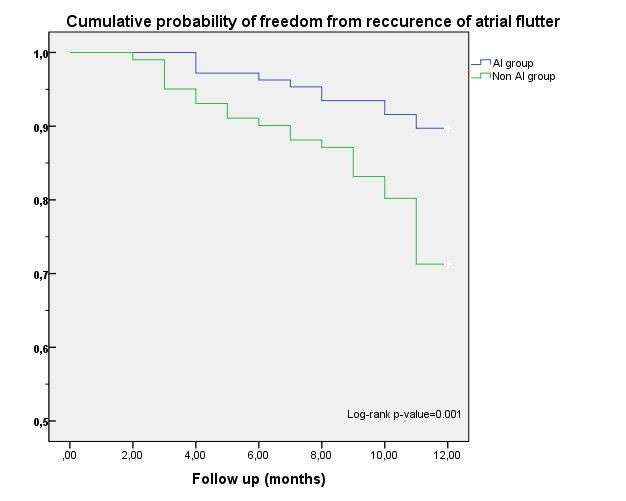 Cumulative probability of freedom from reccurence of atrial flutter
1,0
0,9
0,8
0,7
0,6
0,5
AI group
Non AI group
Log-rank p-value=0.001
,00
2,00
4,00
6,00
8,00
10,00
12,00
Follow up (months)